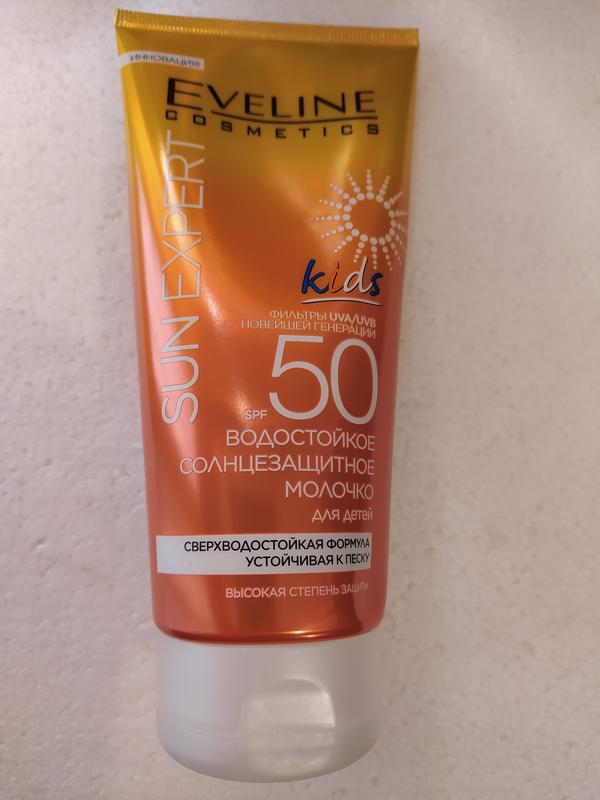 ИННОВАЦИЯ!
EVELINE
COSMETICS
SUN EXPERT
kids
ФИЛЬТРЫ UVA/UVB
НОВЕЙШЕЙ ГЕНЕРАЦИИ
SPF 50
ВОДОСТОЙКОЕ
СОЛНЦЕЗАЩИТНОЕ
МОЛОЧКО
для детей
СВЕРХВОДОСТОЙКАЯ ФОРМУЛА
УСТОЙЧИВАЯ К ПЕСКУ
ВЫСОКАЯ СТЕПЕНЬ ЗАЩИТЫ